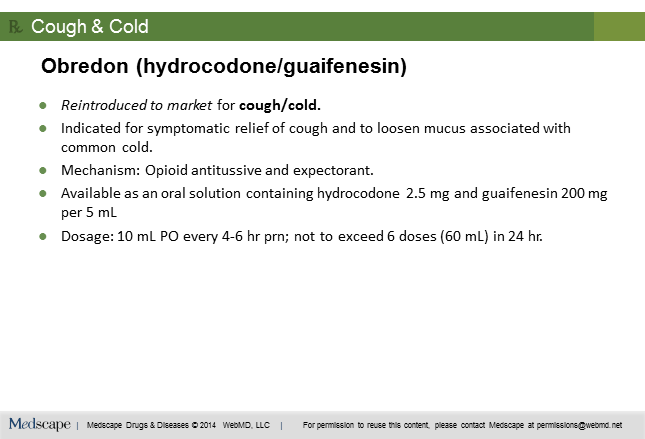 ℞ Cough & Cold
Obredon (hydrocodone/guaifenesin)
● Reintroduced to market for cough/cold.
● Indicated for symptomatic relief of cough and to loosen mucus associated with
common cold.
● Mechanism: Opioid antitussive and expectorant.
● Available as an oral solution containing hydrocodone 2.5 mg and guaifenesin 200 mg
per 5 mL
● Dosage: 10 mL PO every 4-6 hr prn; not to exceed 6 doses (60 mL) in 24 hr.
Medscape | Medscape Drugs & Diseases © 2014 WebMD, LLC | For permission to reuse this content, please contact Medscape at permissions@webmd.net